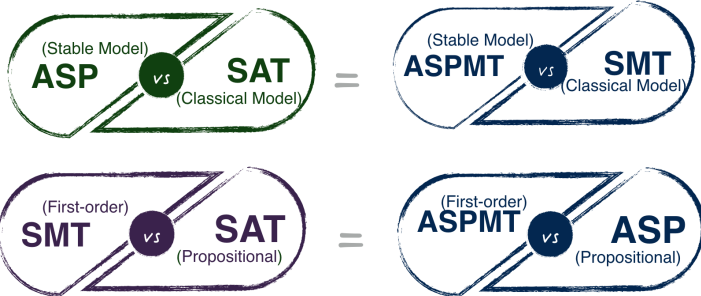 (Stable Model)
ASP
vs
SAT
(Classical Model)
=
(Stable Model)
ASPMT
vs
SMT
(Classical Model)
(First-order)
SMT
vs
SAT
(Propositional)
=
(First-order)
ASPMT
vs
ASP
(Propositional)